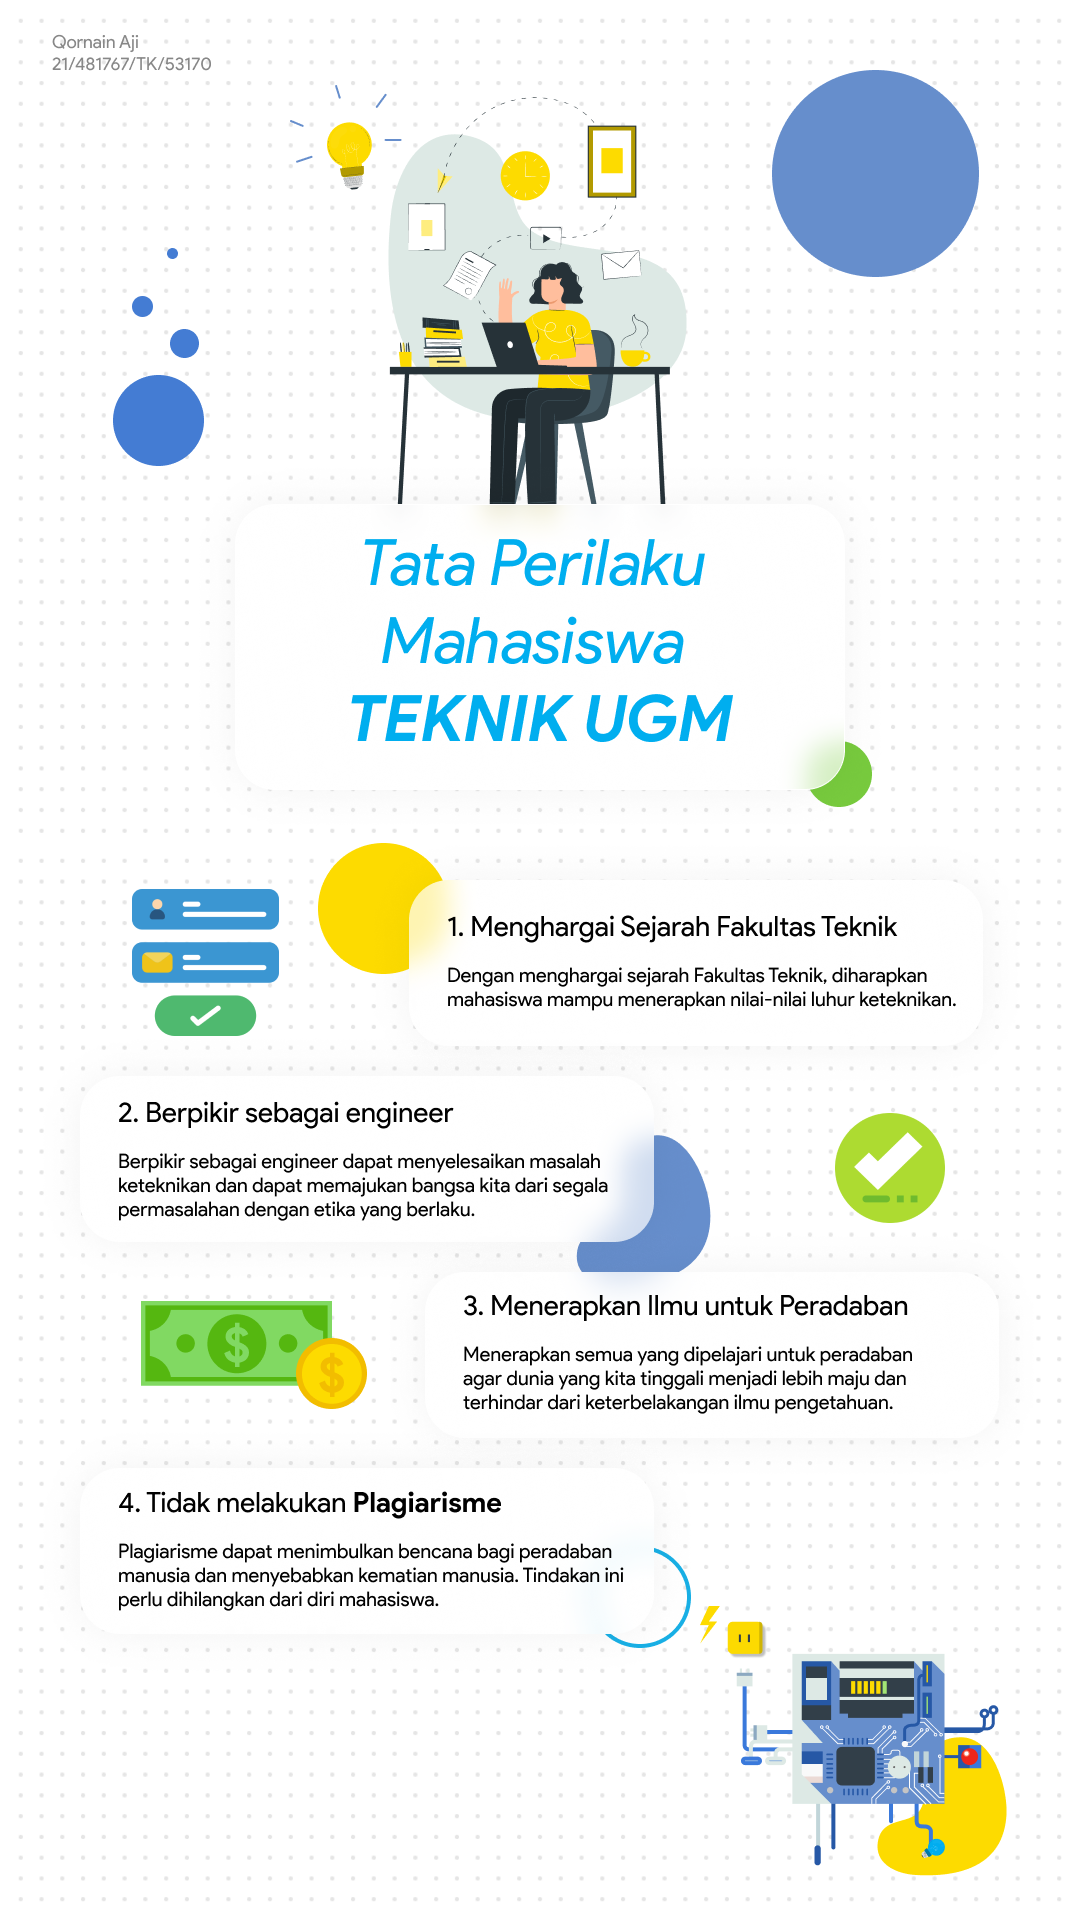 Qornain Aji
21/481767/TK/53170
Tata Perilaku
Mahasiswa
TEKNIK UGM
1. Menghargai Sejarah Fakultas Teknik
Dengan menghargai sejarah Fakultas Teknik, diharapkan
mahasiswa mampu menerapkan nilai-nilai luhur keteknikan.
2. Berpikir sebagai engineer
Berpikir sebagai engineer dapat menyelesaikan masalah
keteknikan dan dapat memajukan bangsa kita dari segala
permasalahan dengan etika yang berlaku.
3. Menerapkan Ilmu untuk Peradaban
Menerapkan semua yang dipelajari untuk peradaban
agar dunia yang kita tinggali menjadi lebih maju dan
terhindar dari keterbelakangan ilmu pengetahuan.
4. Tidak melakukan Plagiarisme
Plagiarisme dapat menimbulkan bencana bagi peradaban
manusia dan menyebabkan kematian manusia. Tindakan ini
perlu dihilangkan dari diri mahasiswa.